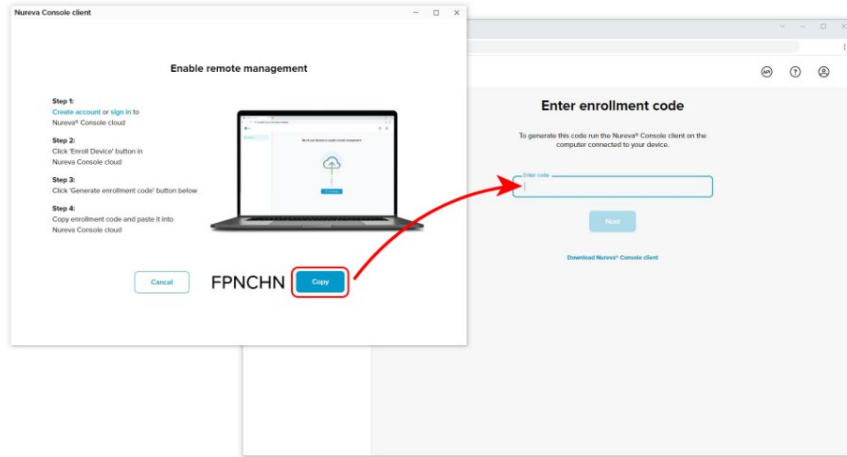 Nureva Console client
Enable remote management
Step 1:
Create account or sign in to
Nureva® Console cloud
Step 2:
Click 'Enroll Device' button in
Nureva Console cloud
Step 3:
Click 'Generate enrollment code' button below
Step 4:
Copy enrollment code and paste it into
Nureva Console cloud
Cancel
FPNCHN
Copy
Enter enrollment code
To generate this code run the Nureva® Console client on the
computer connected to your device.
Enter code
Next
Download Nureva® Console client